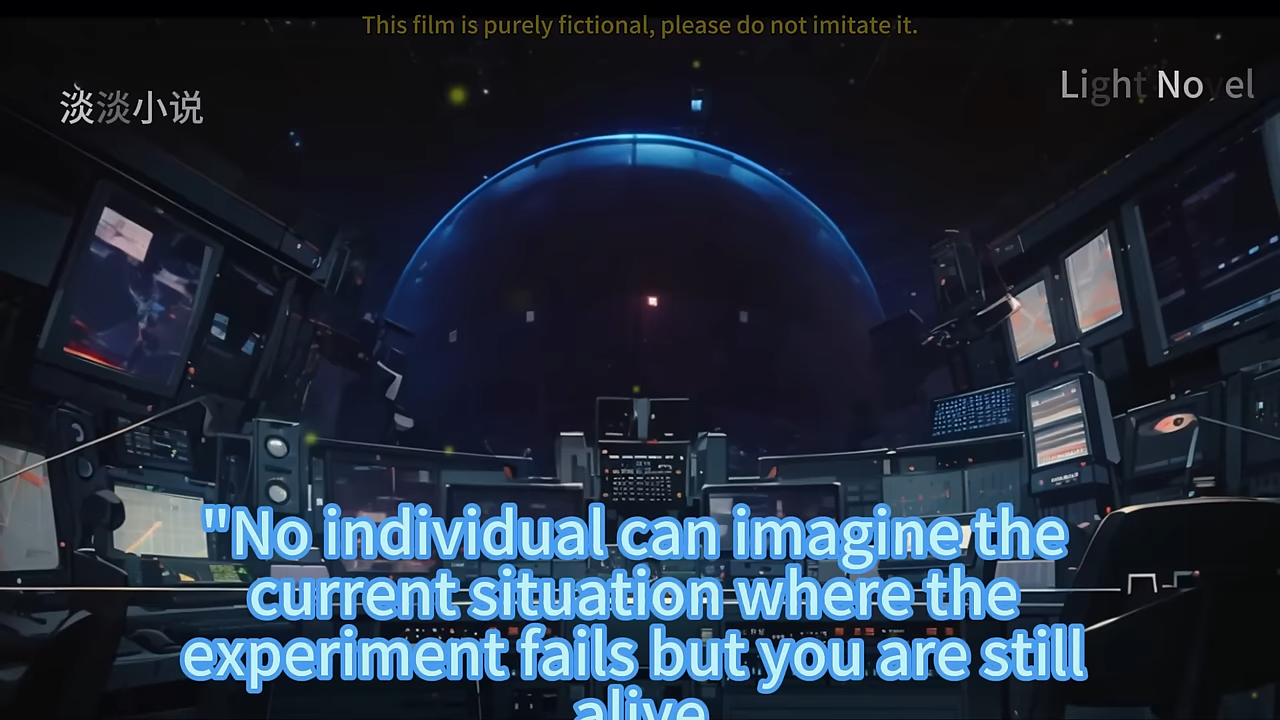 This film is purely fictional, please do not imitate it.
淡淡小说
Light Novel
"No individual can imagine the
current situation where the
experiment fails but you are still
alive